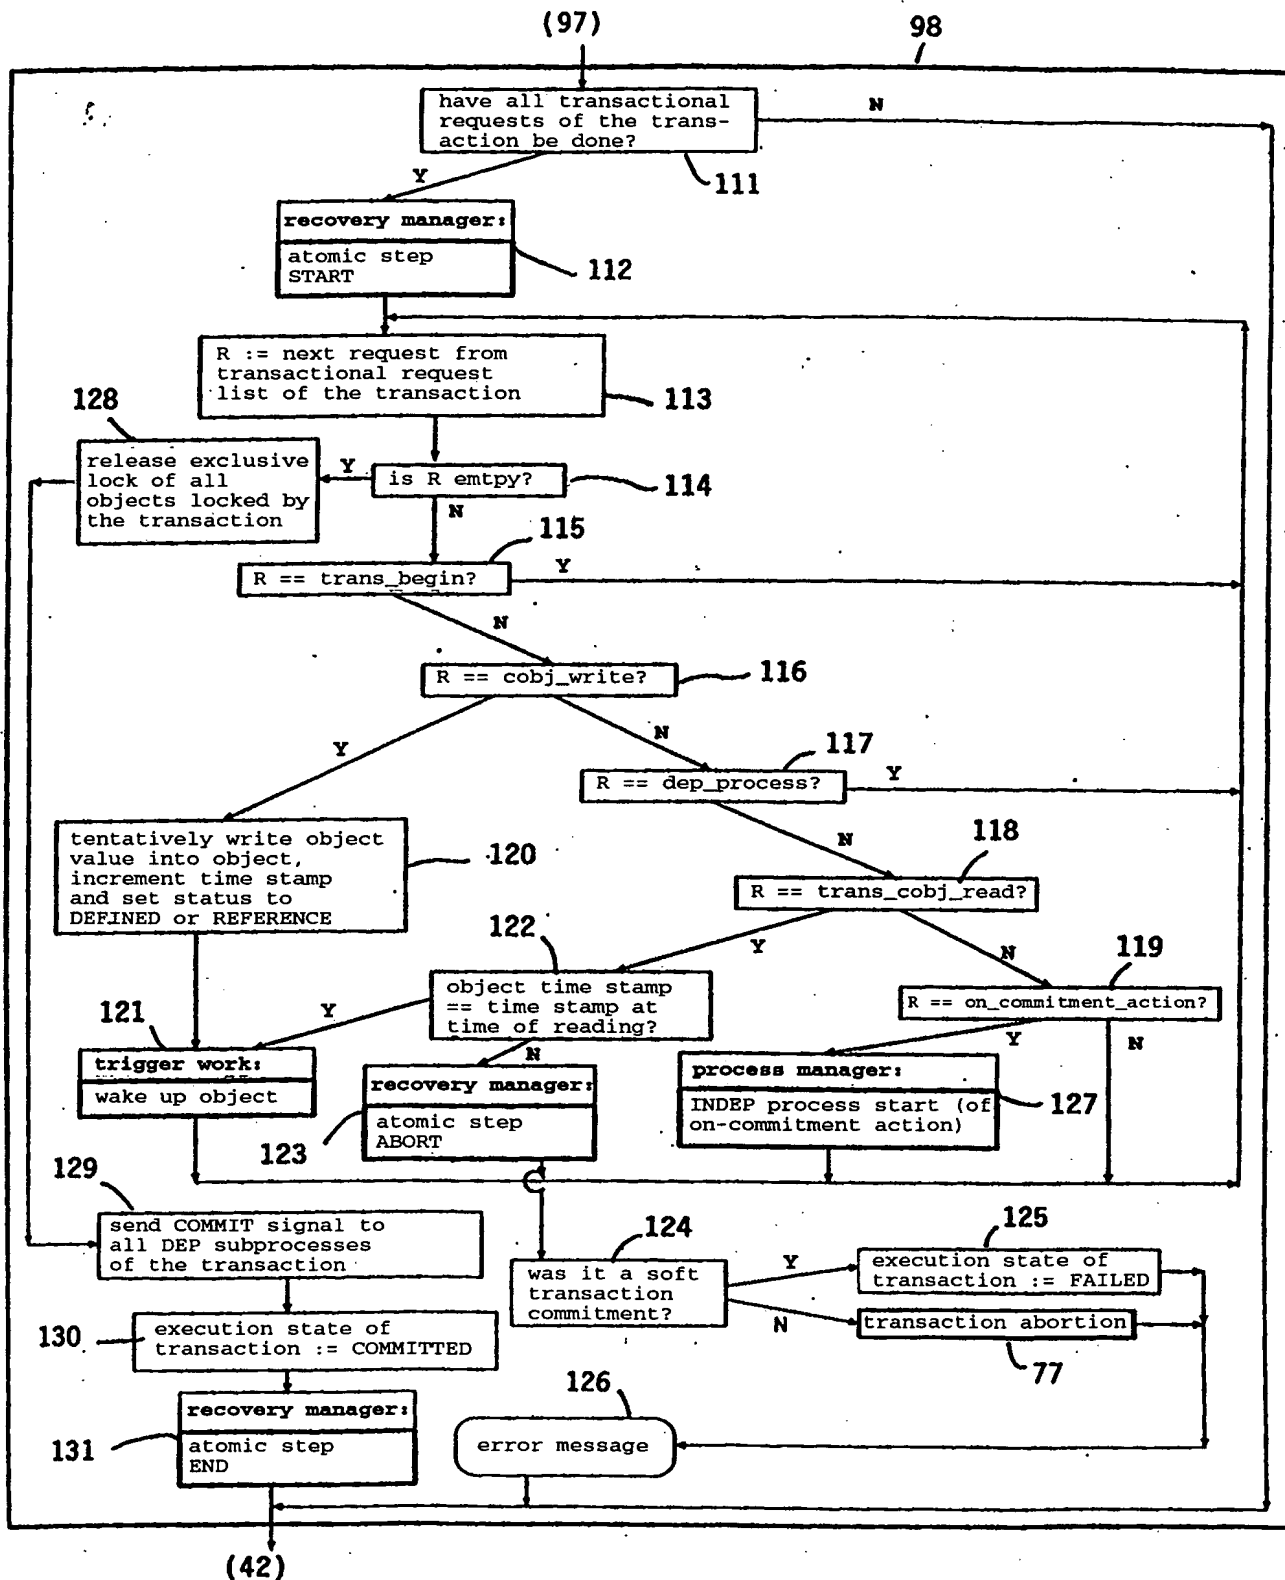 (97)
98
have all transactional
requests of the trans-
action be done?
N
111
Y
recovery manager:
atomic step
START
112
R := next request from
transactional request
list of the transaction
113
128
release exclusive
lock of all
objects locked by
the transaction
Y
is R emtpy?
114
N
115
R == trans_begin?
Y
N
R == cobj_write?
116
Y
N
117
R == dep_process?
Y
tentatively write object
value into object,
increment time stamp
and set status to
DEFINED or REFERENCE
120
N
118
R == trans_cobj_read?
122
Y
N
119
object time stamp
== time stamp at
time of reading?
R == on_commitment_action?
121
Y
N
Y
N
trigger work:
wake up object
recovery manager:
atomic step
ABORT
123
process manager:
INDEP process start (of
on-commitment action)
127
129
send COMMIT signal to
all DEP subprocesses
of the transaction
124
was it a soft
transaction
commitment?
Y
N
125
execution state of
transaction := FAILED
transaction abortion
77
130
execution state of
transaction := COMMITTED
126
error message
recovery manager:
atomic step
END
131
(42)